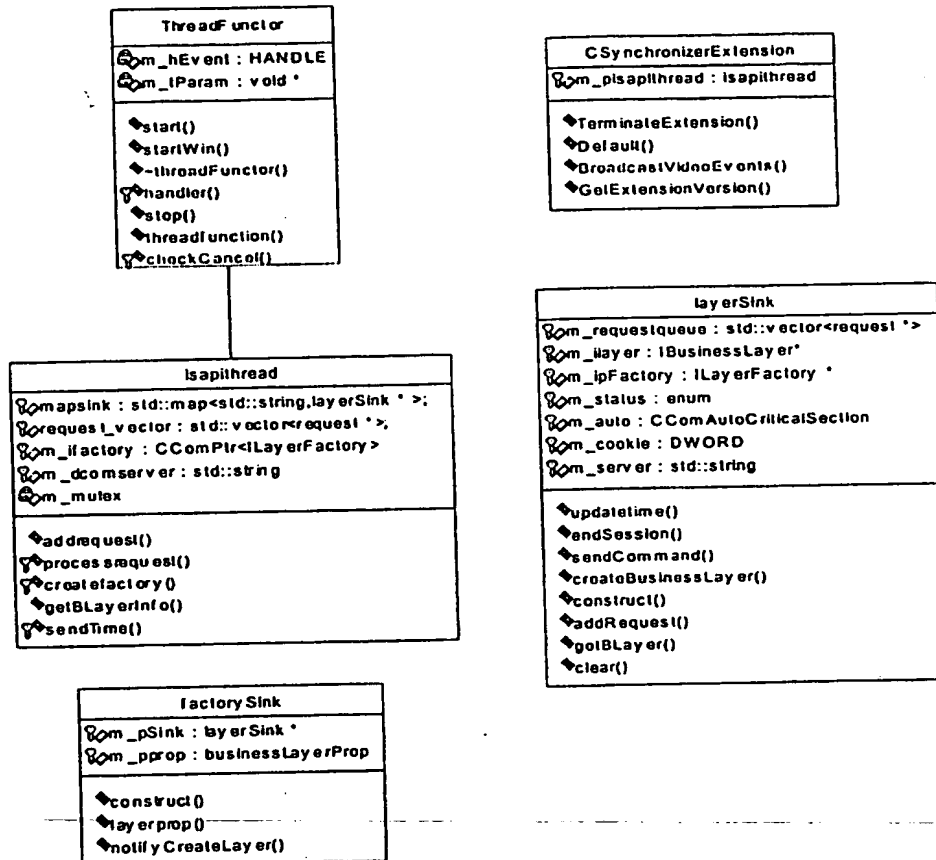 ThreadFunctor
m_hEvent : HANDLE
m_lParam : void *
start()
startWin()
~threadFunctor()
handler()
stop()
threadfunction()
checkCancel()
CSynchronizerExtension
m_pisapithread : isapithread
TerminateExtension()
Default()
BroadcastVideoEvents()
GetExtensionVersion()
Isapithread
mapsink : std::map<std::string,layerSink * >;
request_vector : std::vector<request *>;
m_ifactory : CComPtr<ILayerFactory>
m_dcomserver : std::string
m_mutex
addrequest()
processrequest()
createfactory()
getBLayerInfo()
sendTime()
layerSink
m_requestqueue : std::vector<request *>
m_ilayer : IBusinessLayer*
m_ipFactory : ILayerFactory *
m_status : enum
m_auto : CComAutoCriticalSection
m_cookie : DWORD
m_server : std::string
updatetime()
endSession()
sendCommand()
createBusinessLayer()
construct()
addRequest()
getBLayer()
clear()
factorySink
m_pSink : layerSink *
m_pprop : businessLayerProp
construct()
layerprop()
notifyCreateLayer()